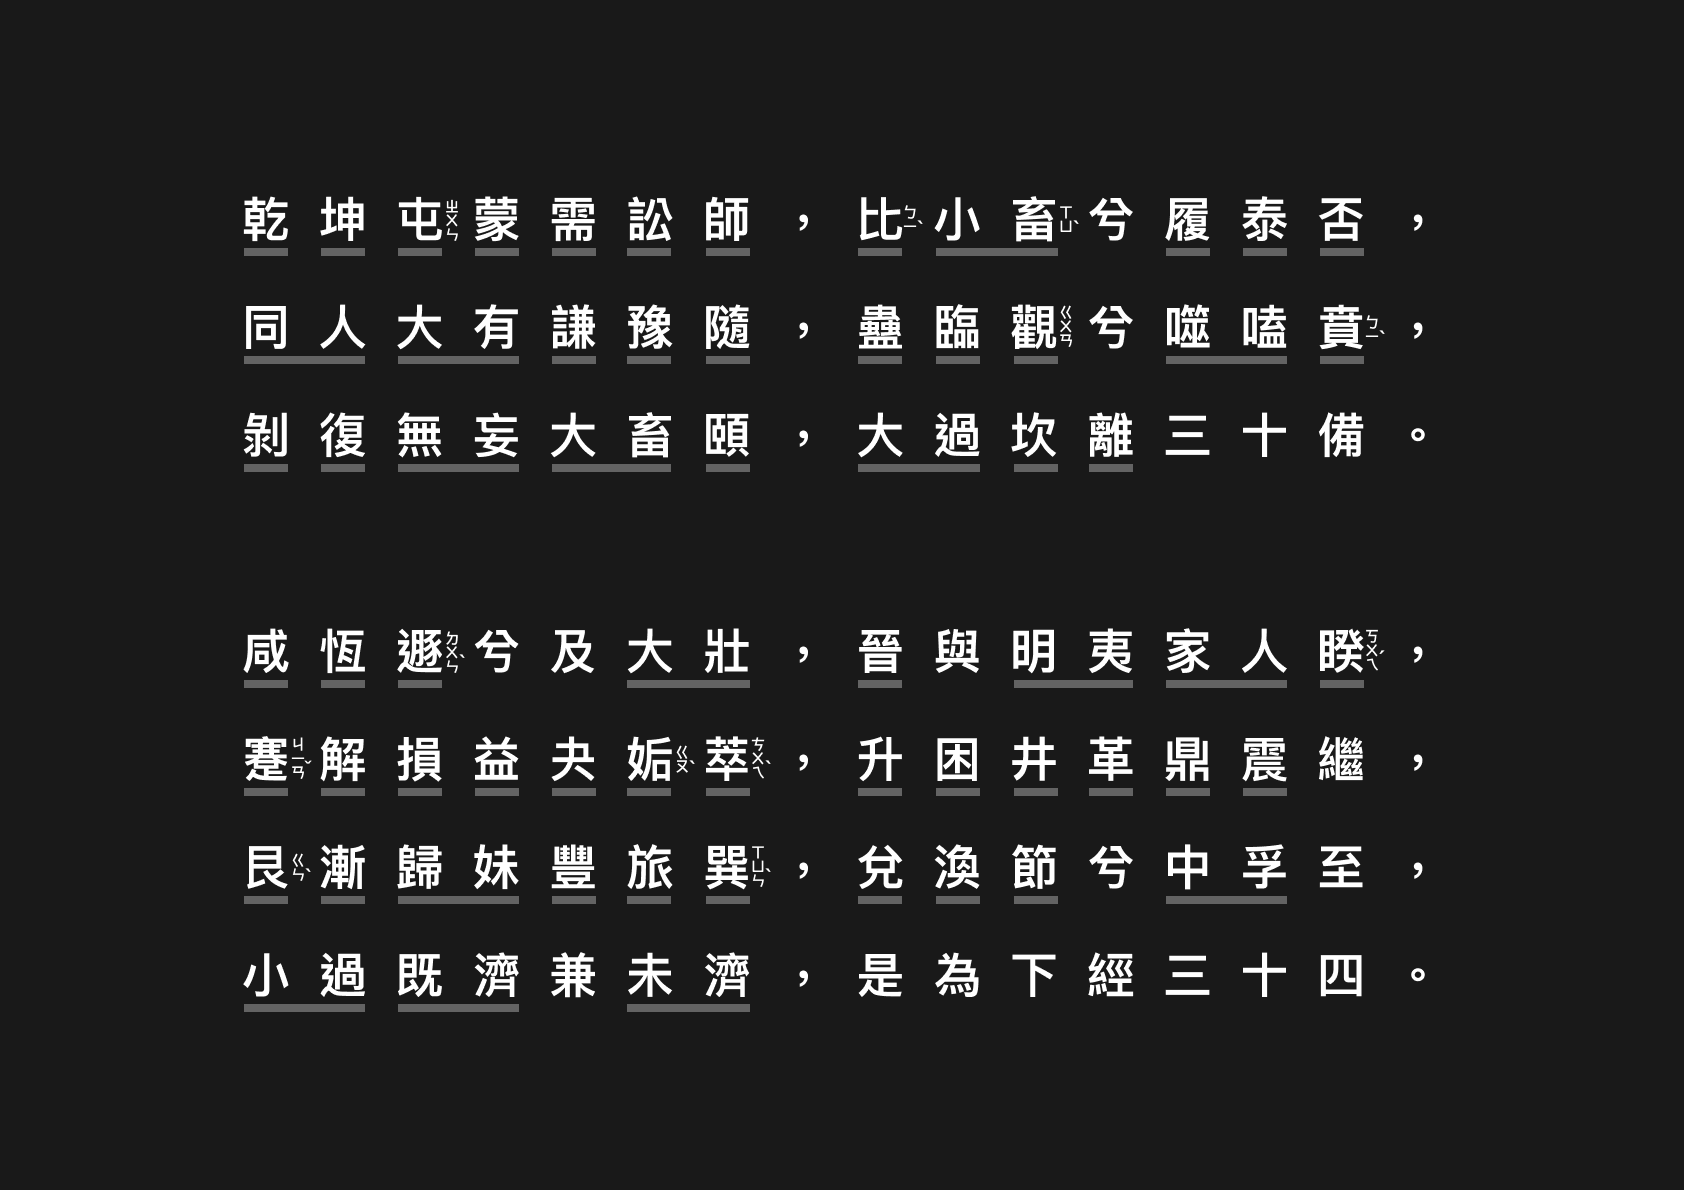 乾坤屯ㄓㄨㄣ蒙需訟師，比ㄅㄧˋ小畜ㄒㄩˋ兮履泰否，
同人大有謙豫隨，蠱臨觀ㄍㄨㄢ兮噬嗑賁ㄅㄧˋ，
剝復無妄大畜頤，大過坎離三十備。
咸恆遯ㄉㄨㄣˋ兮及大壯，晉與明夷家人睽ㄎㄨㄟˊ，
蹇ㄐㄧㄢˇ解損益夬姤ㄍㄡˋ萃ㄘㄨㄟˋ，升困井革鼎震繼，
艮ㄍㄣˋ漸歸妹豐旅巽ㄒㄩㄣˋ，兌渙節兮中孚至，
小過既濟兼未濟，是為下經三十四。